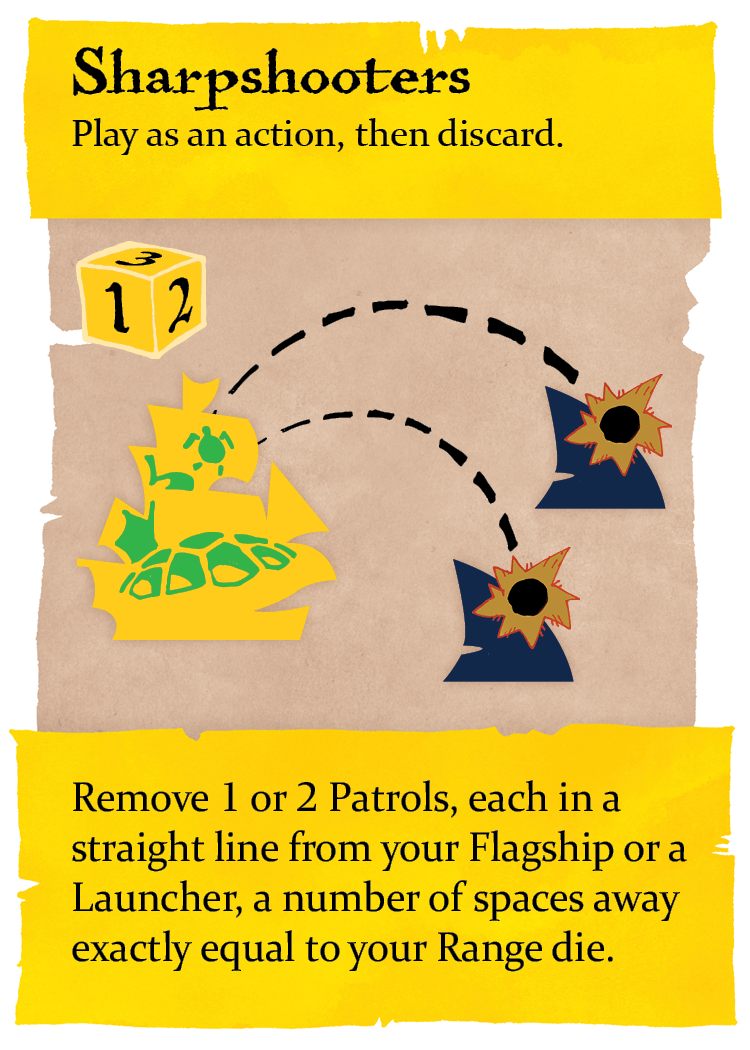 Sharpshooters
Play as an action, then discard.
3
1 2
Remove 1 or 2 Patrols, each in a
straight line from your Flagship or a
Launcher, a number of spaces away
exactly equal to your Range die.